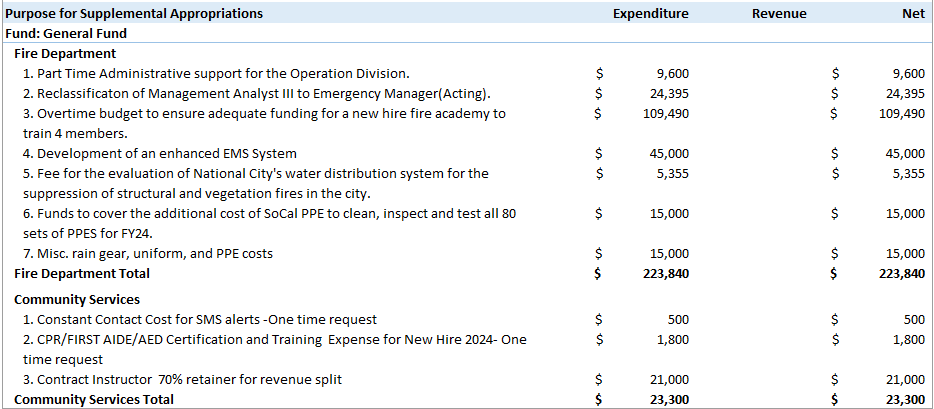 Purpose for Supplemental Appropriations Expenditure Revenue Net
Fund: General Fund
Fire Department
1. Part Time Administrative support for the Operation Division. $ 9,600 $ 9,600
2. Reclassificaton of Management Analyst III to Emergency Manager(Acting). $ 24,395 $ 24,395
3. Overtime budget to ensure adequate funding for a new hire fire academy to $ 109,490 $ 109,490
train 4 members.
4. Development of an enhanced EMS System $ 45,000 $ 45,000
5. Fee for the evaluation of National City's water distribution system for the $ 5,355 $ 5,355
suppression of structural and vegetation fires in the city.
6. Funds to cover the additional cost of SoCal PPE to clean, inspect and test all 80 $ 15,000 $ 15,000
sets of PPES for FY24.
7. Misc. rain gear, uniform, and PPE costs $ 15,000 $ 15,000
Fire Department Total $ 223,840 $ 223,840
Community Services
1. Constant Contact Cost for SMS alerts -One time request $ 500 $ 500
2. CPR/FIRST AIDE/AED Certification and Training Expense for New Hire 2024- One $ 1,800 $ 1,800
time request
3. Contract Instructor 70% retainer for revenue split $ 21,000 $ 21,000
Community Services Total $ 23,300 $ 23,300